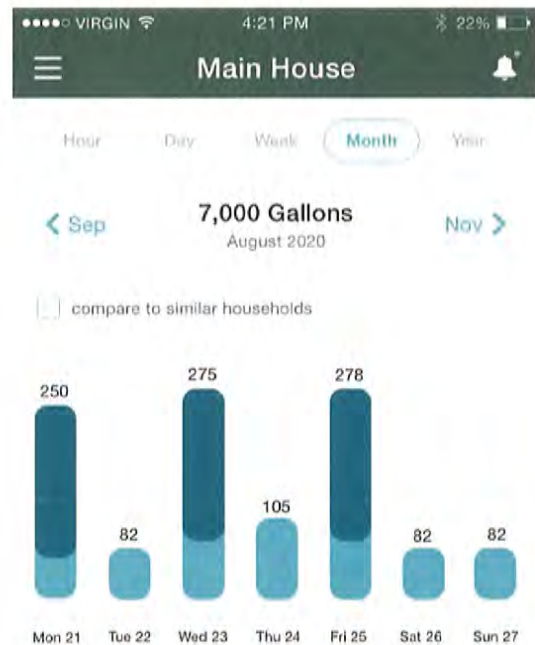 VIRGIN 4:21 PM 22%
Main House
Hour Day Week Month Year
Sep 7,000 Gallons Nov
August 2020
compare to similar households
250 275 278
82 105 82 82
Mon 21 Tue 22 Wed 23 Thu 24 Fri 25 Sat 26 Sun 27